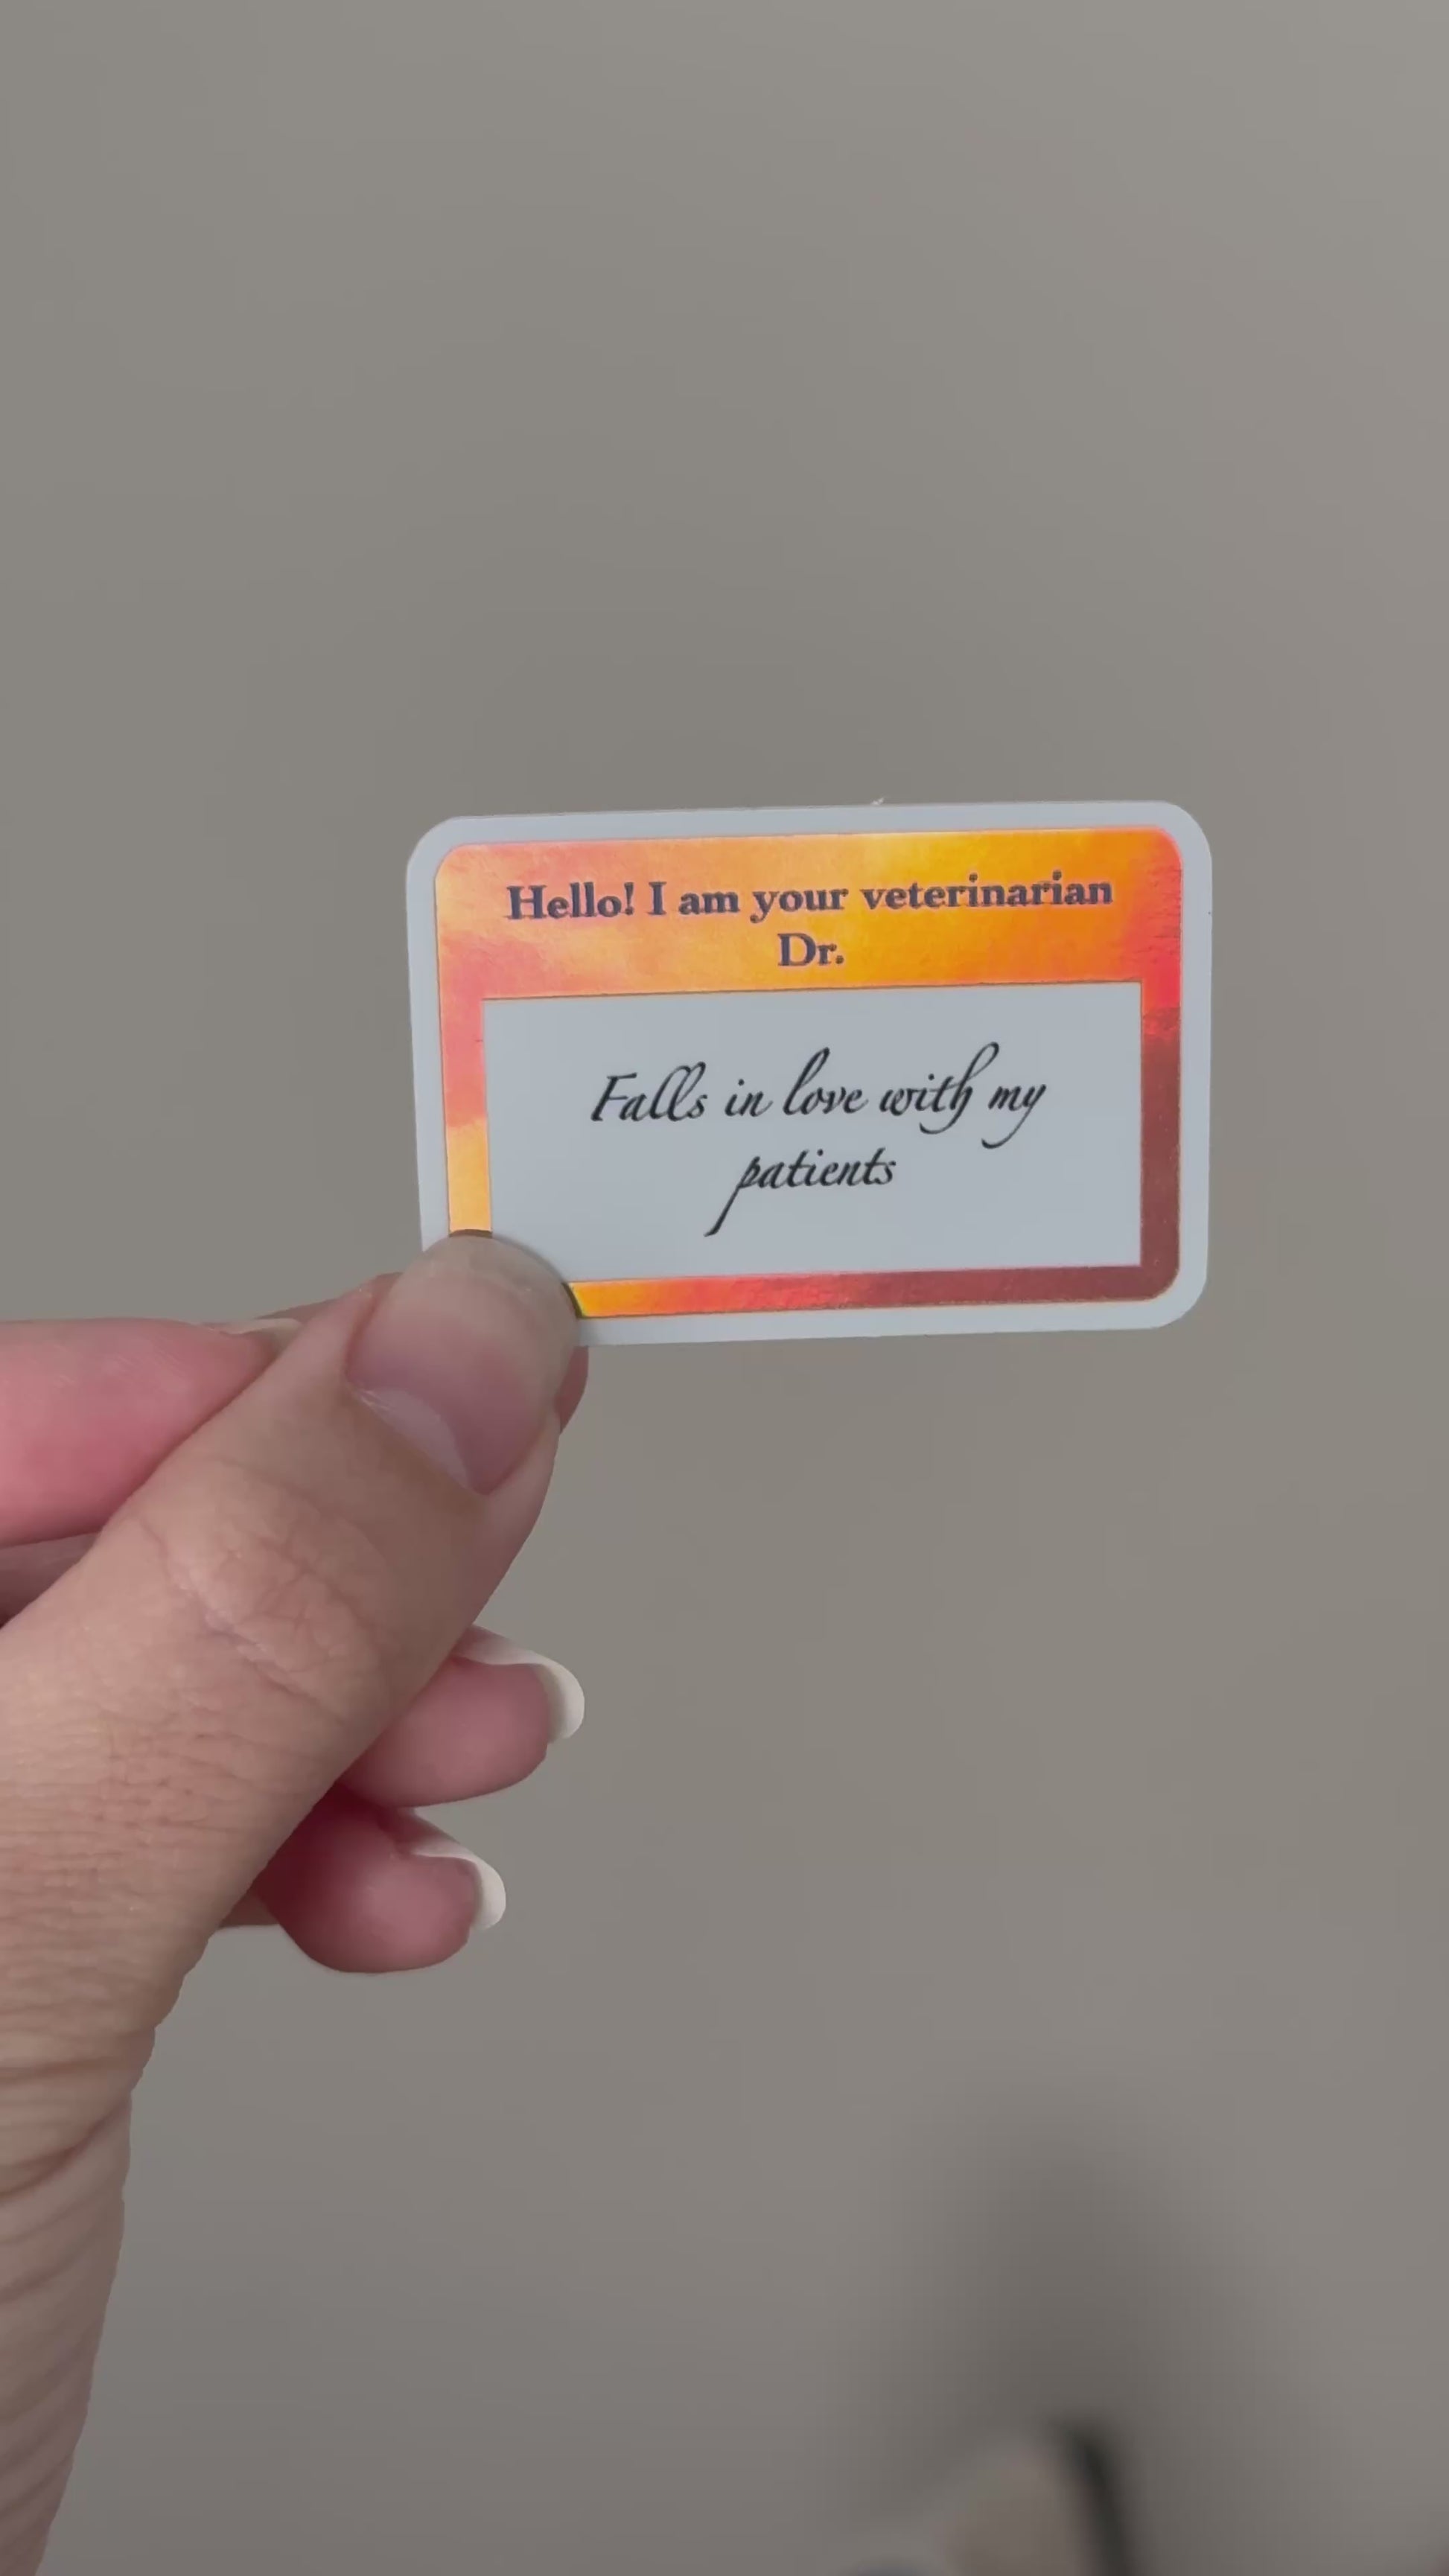 Hello! I am your veterinarian
Dr.
Falls in love with my
patients